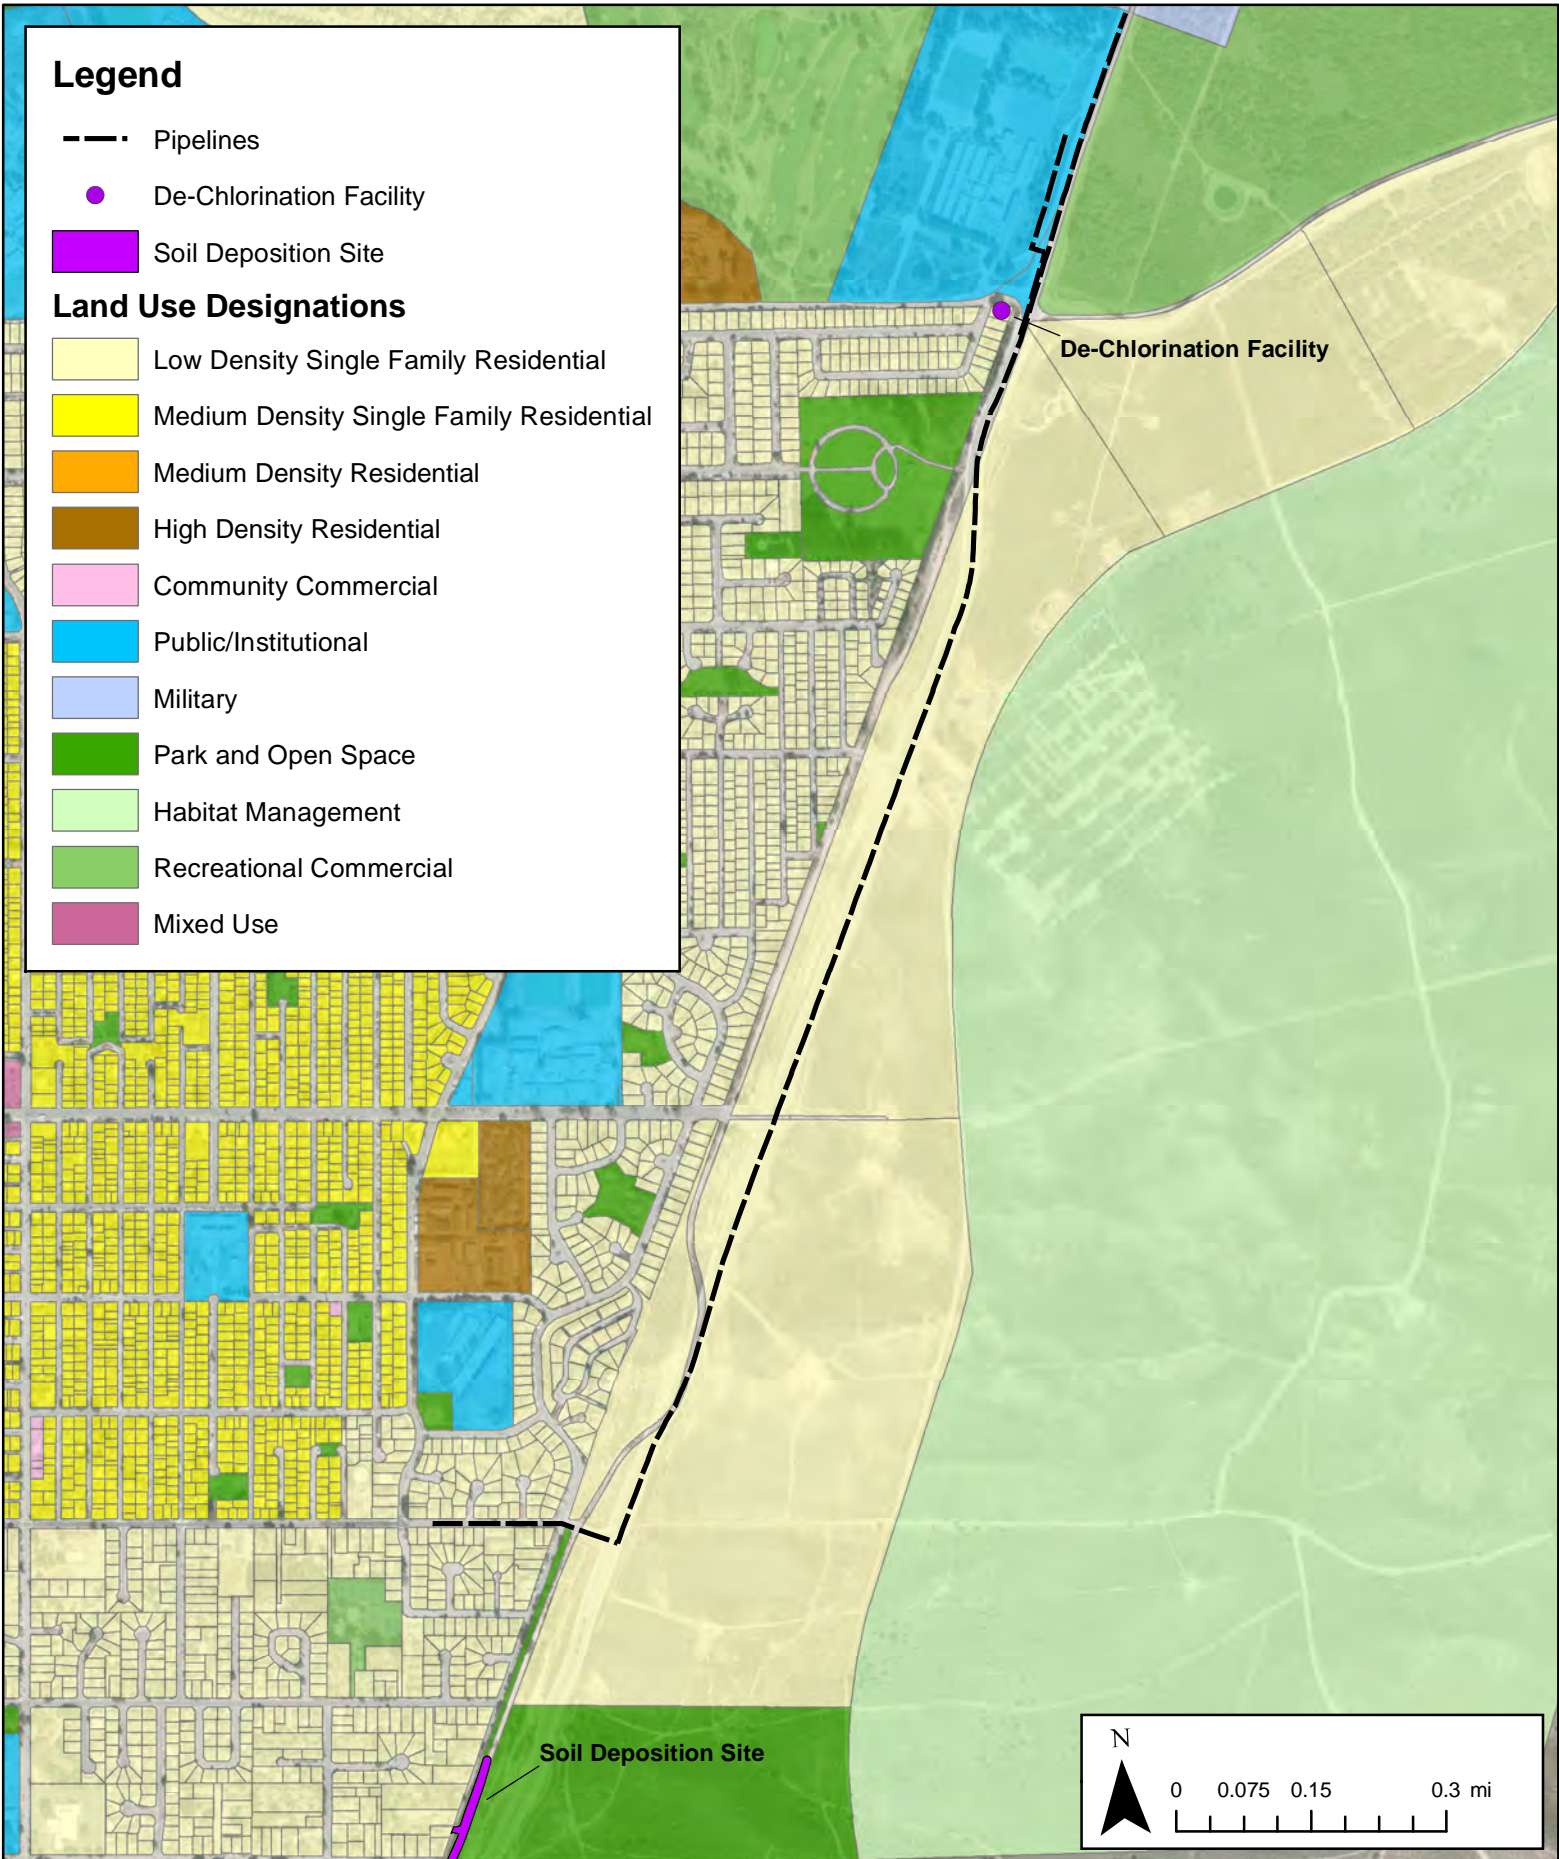 Legend
Pipelines
De-Chlorination Facility
Soil Deposition Site
Land Use Designations
Low Density Single Family Residential
Medium Density Single Family Residential
Medium Density Residential
High Density Residential
Community Commercial
Public/Institutional
Military
Park and Open Space
Habitat Management
Recreational Commercial
Mixed Use
De-Chlorination Facility
Soil Deposition Site
N
0 0.075 0.15 0.3 mi